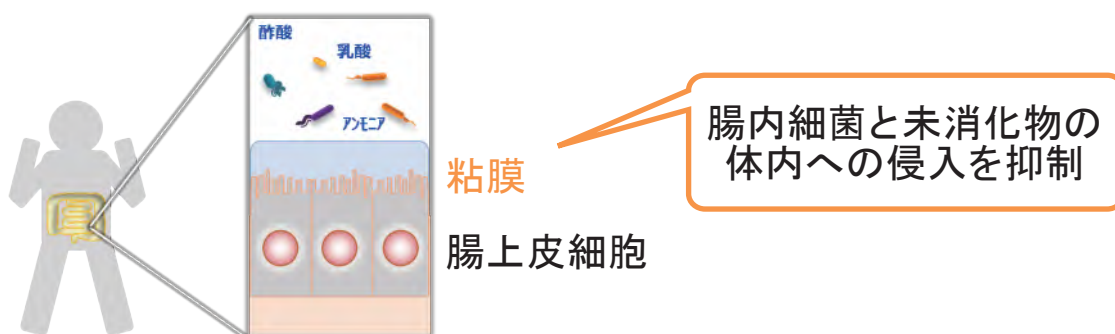 酢酸
乳酸
アンモニア
粘膜
腸上皮細胞
腸内細菌と未消化物の
体内への侵入を抑制